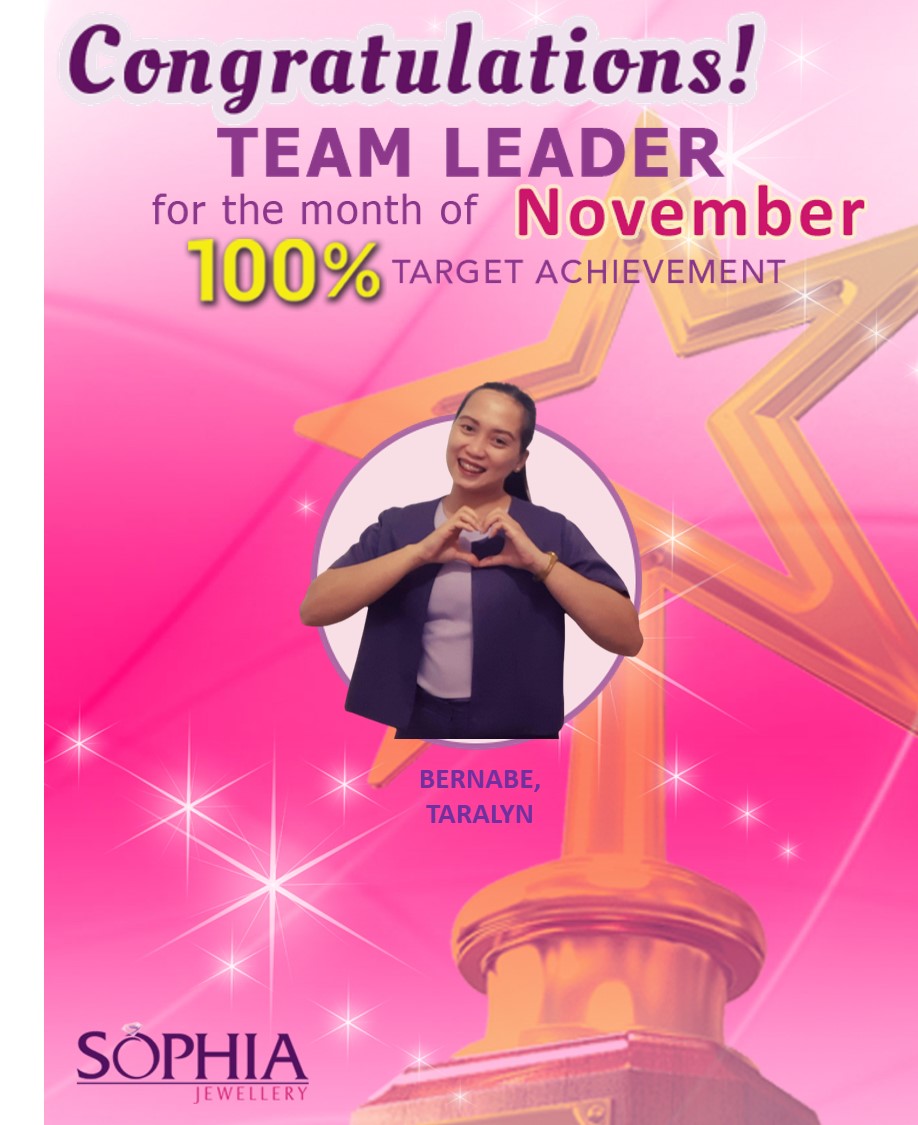 Congratulations!
TEAM LEADER
for the month of November
100% TARGET ACHIEVEMENT
BERNABE,
TARALYN
SOPHIA
JEWELLERY